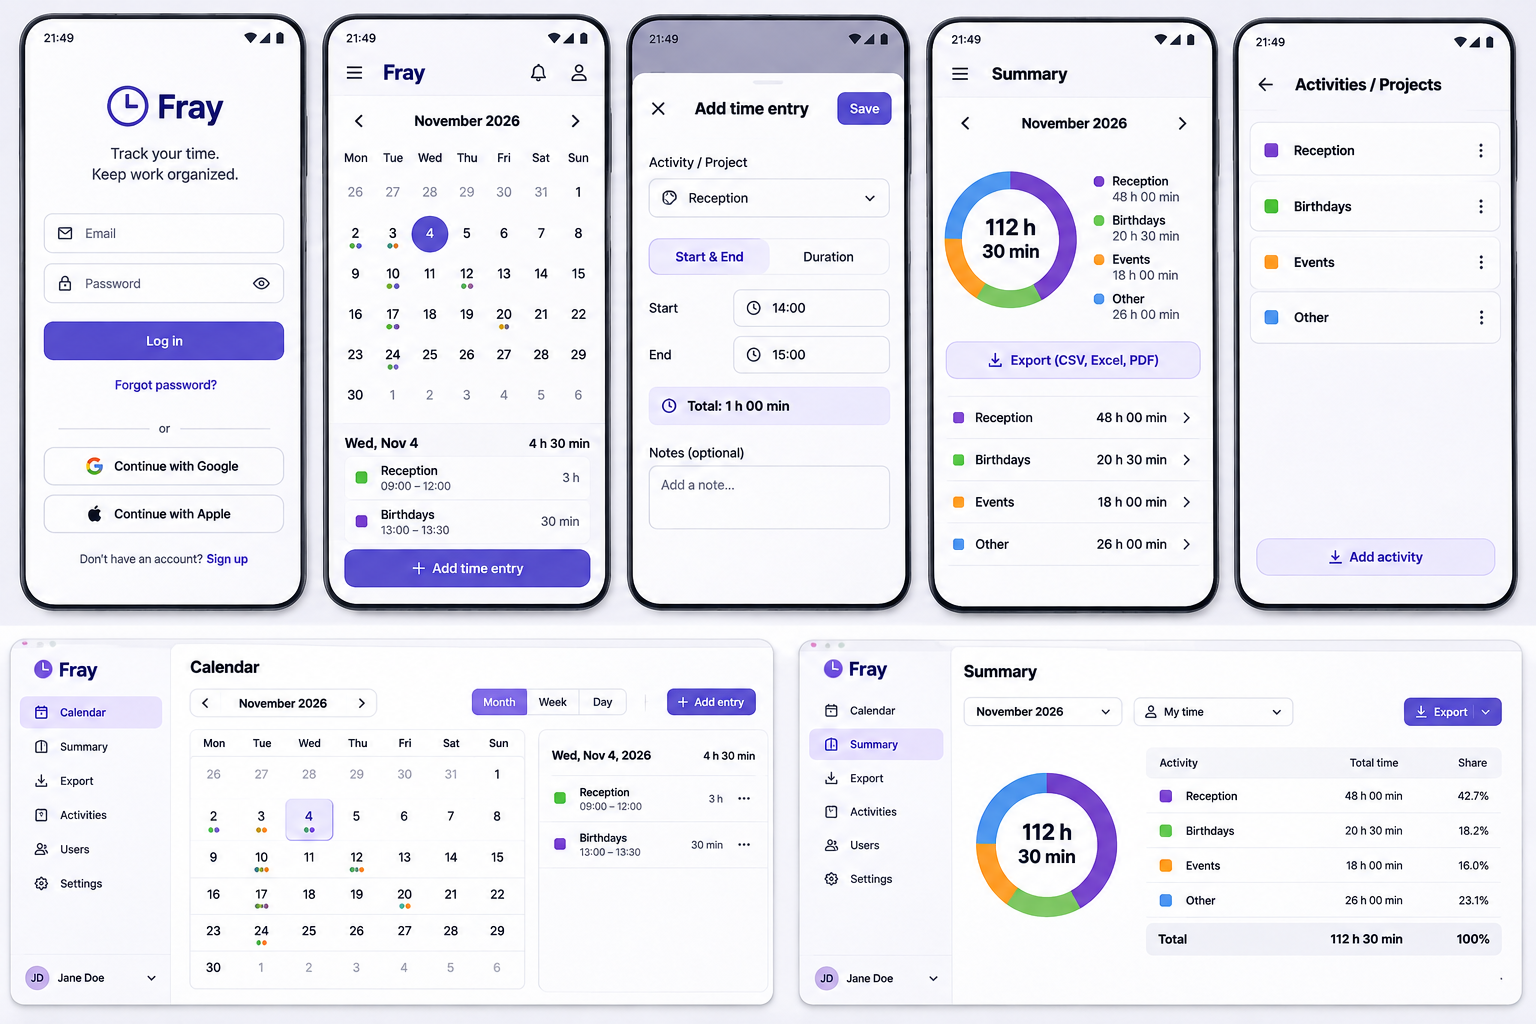 21:49
Fray
Track your time.
Keep work organized.
Email
Password
Log in
Forgot password?
or
Continue with Google
Continue with Apple
Don't have an account? Sign up
21:49
Fray
November 2026
Mon Tue Wed Thu Fri Sat Sun
26 27 28 29 30 31 1
2 3 4 5 6 7 8
9 10 11 12 13 14 15
16 17 18 19 20 21 22
23 24 25 26 27 28 29
30 1 2 3 4 5 6
Wed, Nov 4 4 h 30 min
Reception
09:00 – 12:00 3 h
Birthdays
13:00 – 13:30 30 min
+ Add time entry
21:49
Add time entry Save
Activity / Project
Reception
Start & End Duration
Start 14:00
End 15:00
Total: 1 h 00 min
Notes (optional)
Add a note...
21:49
Summary
November 2026
112 h
30 min
Reception
48 h 00 min
Birthdays
20 h 30 min
Events
18 h 00 min
Other
26 h 00 min
Export (CSV, Excel, PDF)
Reception 48 h 00 min
Birthdays 20 h 30 min
Events 18 h 00 min
Other 26 h 00 min
21:49
Activities / Projects
Reception
Birthdays
Events
Other
Add activity
Fray
Calendar
Summary
Export
Activities
Users
Settings
JD Jane Doe
Calendar
November 2026
Month Week Day
+ Add entry
Mon Tue Wed Thu Fri Sat Sun
26 27 28 29 30 31 1
2 3 4 5 6 7 8
9 10 11 12 13 14 15
16 17 18 19 20 21 22
23 24 25 26 27 28 29
30 1 2 3 4 5 6
Wed, Nov 4, 2026 4 h 30 min
Reception
09:00 – 12:00 3 h
Birthdays
13:00 – 13:30 30 min
Fray
Calendar
Summary
Export
Activities
Users
Settings
JD Jane Doe
Summary
November 2026
My time
Export
112 h
30 min
Activity Total time Share
Reception 48 h 00 min 42.7%
Birthdays 20 h 30 min 18.2%
Events 18 h 00 min 16.0%
Other 26 h 00 min 23.1%
Total 112 h 30 min 100%